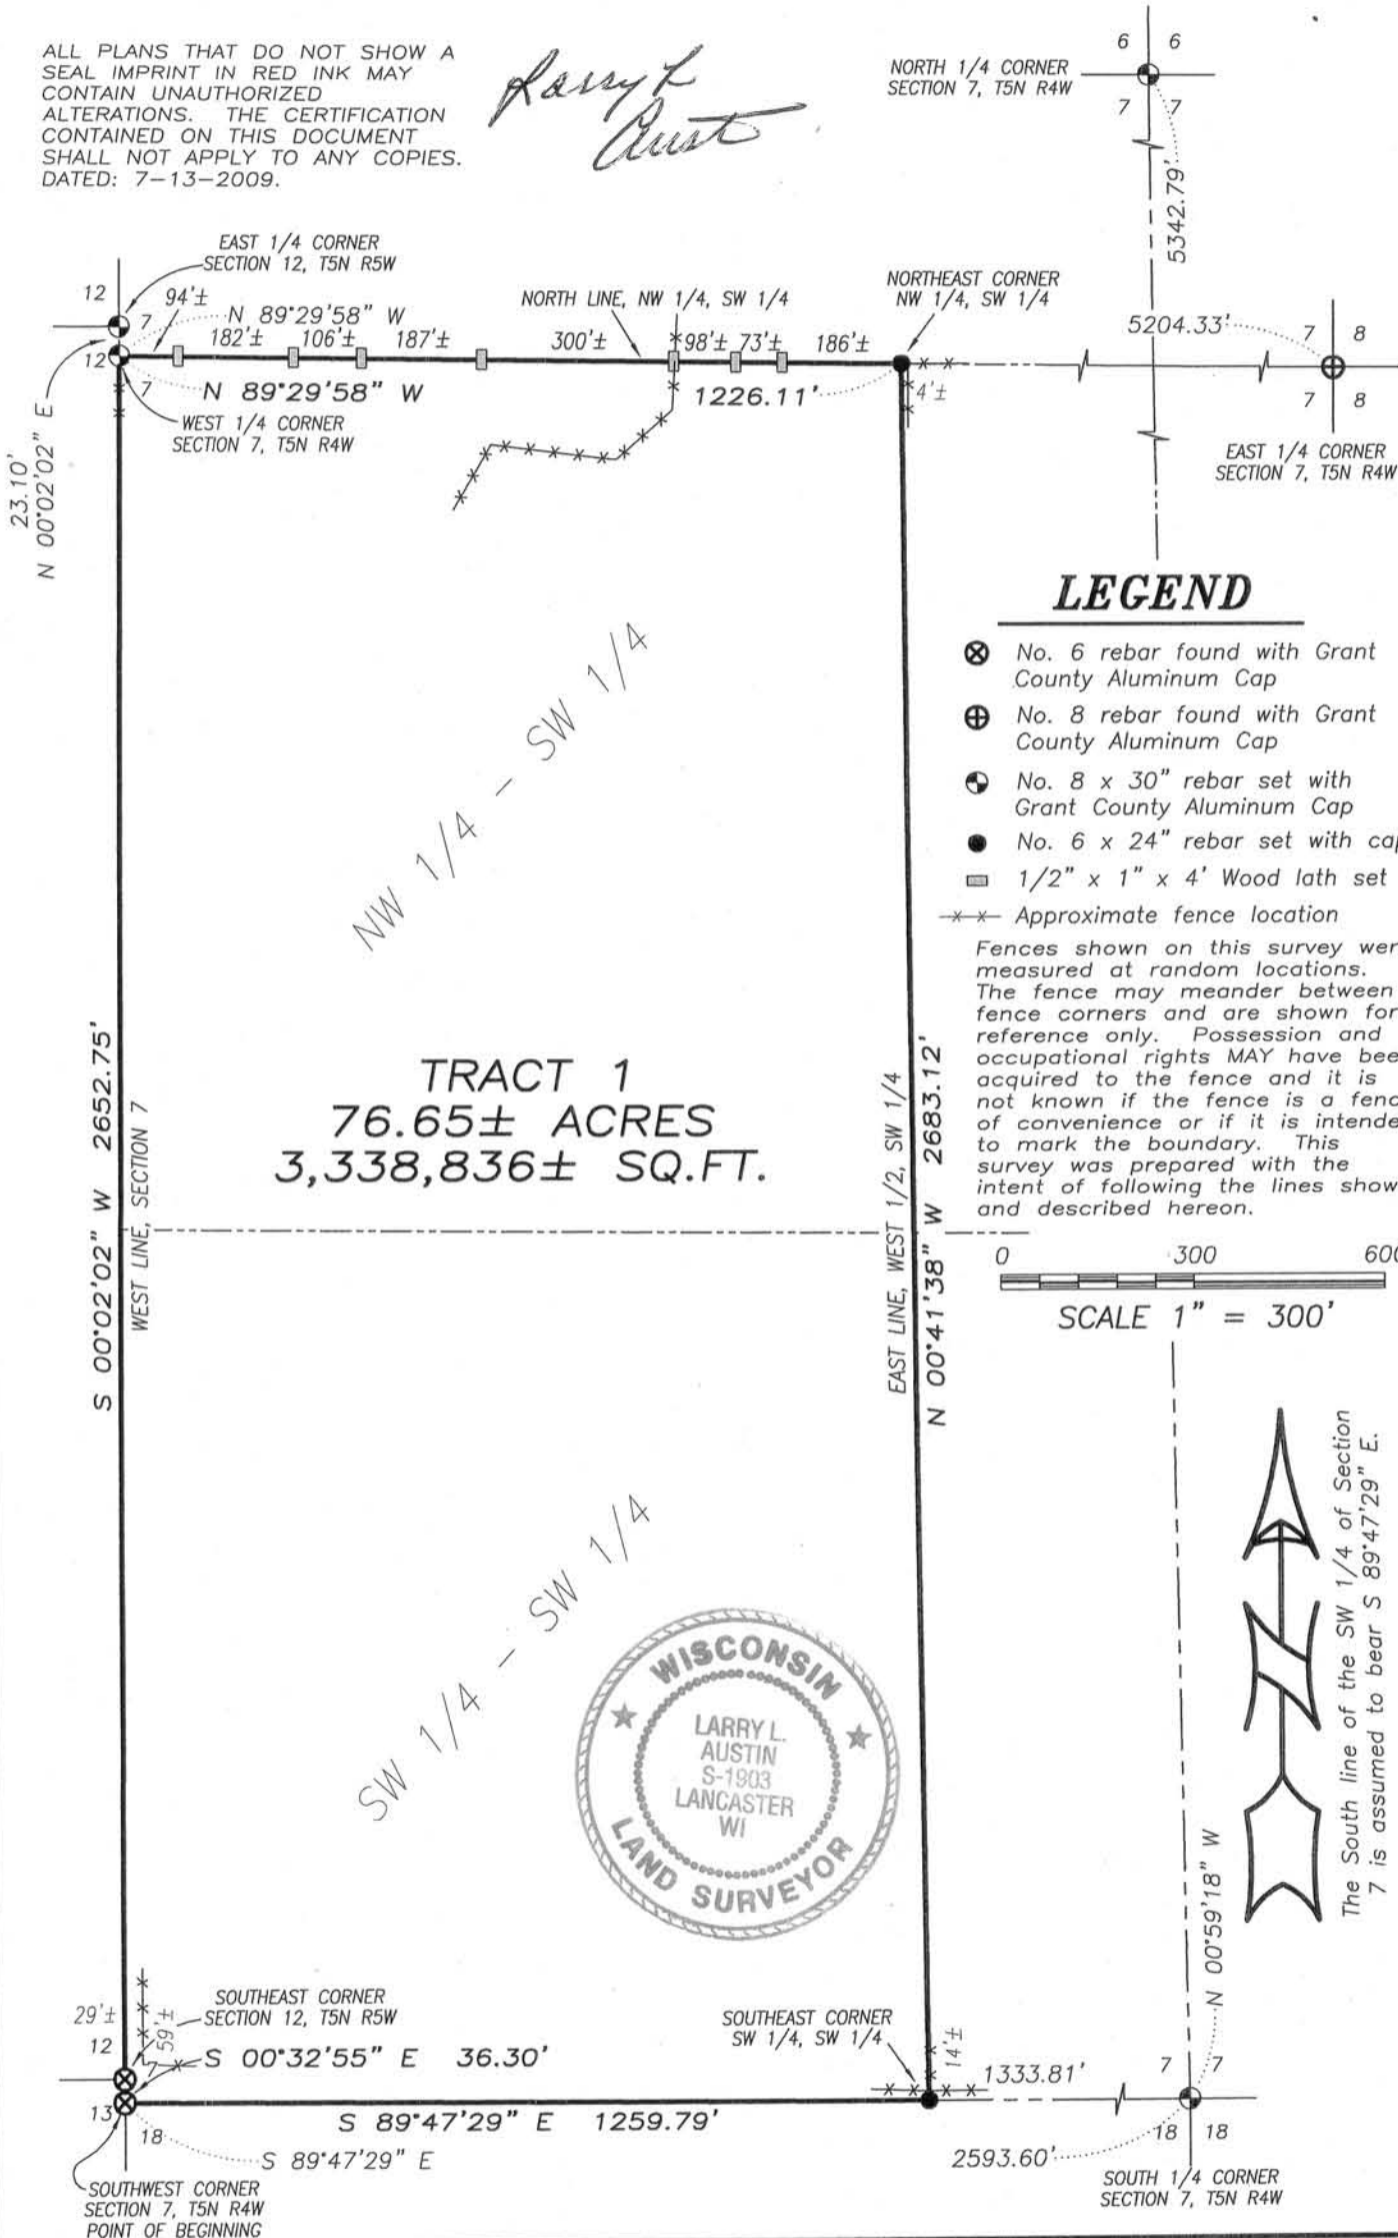 ALL PLANS THAT DO NOT SHOW A
SEAL IMPRINT IN RED INK MAY
CONTAIN UNAUTHORIZED
ALTERATIONS. THE CERTIFICATION
CONTAINED ON THIS DOCUMENT
SHALL NOT APPLY TO ANY COPIES.
DATED: 7-13-2009.
Larry L
Aust
NORTH 1/4 CORNER
SECTION 7, T5N R4W
6 6
7 7
5342.79'
EAST 1/4 CORNER
SECTION 12, T5N R5W
12
7
94'±
N 89°29'58" W
182'± 106'± 187'± 300'± 98'± 73'± 186'±
NORTH LINE, NW 1/4, SW 1/4
NORTHEAST CORNER
NW 1/4, SW 1/4
5204.33'
7 8
7 8
12
7
N 89°29'58" W
1226.11'
4'±
WEST 1/4 CORNER
SECTION 7, T5N R4W
EAST 1/4 CORNER
SECTION 7, T5N R4W
23.10'
N 00°02'02" E
LEGEND
No. 6 rebar found with Grant
County Aluminum Cap
No. 8 rebar found with Grant
County Aluminum Cap
No. 8 x 30" rebar set with
Grant County Aluminum Cap
No. 6 x 24" rebar set with cap
1/2" x 1" x 4' Wood lath set
Approximate fence location
Fences shown on this survey wer
measured at random locations.
The fence may meander between
fence corners and are shown for
reference only. Possession and
occupational rights MAY have bee
acquired to the fence and it is
not known if the fence is a fenc
of convenience or if it is intende
to mark the boundary. This
survey was prepared with the
intent of following the lines show
and described hereon.
0 300 600
SCALE 1" = 300'
NW 1/4 - SW 1/4
TRACT 1
76.65± ACRES
3,338,836± SQ.FT.
S 00°02'02" W 2652.75'
WEST LINE, SECTION 7
EAST LINE, WEST 1/2, SW 1/4
N 00°41'38" W 2683.12'
SW 1/4 - SW 1/4
WISCONSIN
LARRY L.
AUSTIN
S-1903
LANCASTER
WI
LAND SURVEYOR
N
The South line of the SW 1/4 of Section
7 is assumed to bear S 89°47'29" E.
N 00°59'18" W
29'±
59'±
12
7
SOUTHEAST CORNER
SECTION 12, T5N R5W
S 00°32'55" E 36.30'
SOUTHEAST CORNER
SW 1/4, SW 1/4
14'±
1333.81'
7 7
13
18
S 89°47'29" E 1259.79'
S 89°47'29" E
2593.60'
18 18
SOUTHWEST CORNER
SECTION 7, T5N R4W
POINT OF BEGINNING
SOUTH 1/4 CORNER
SECTION 7, T5N R4W